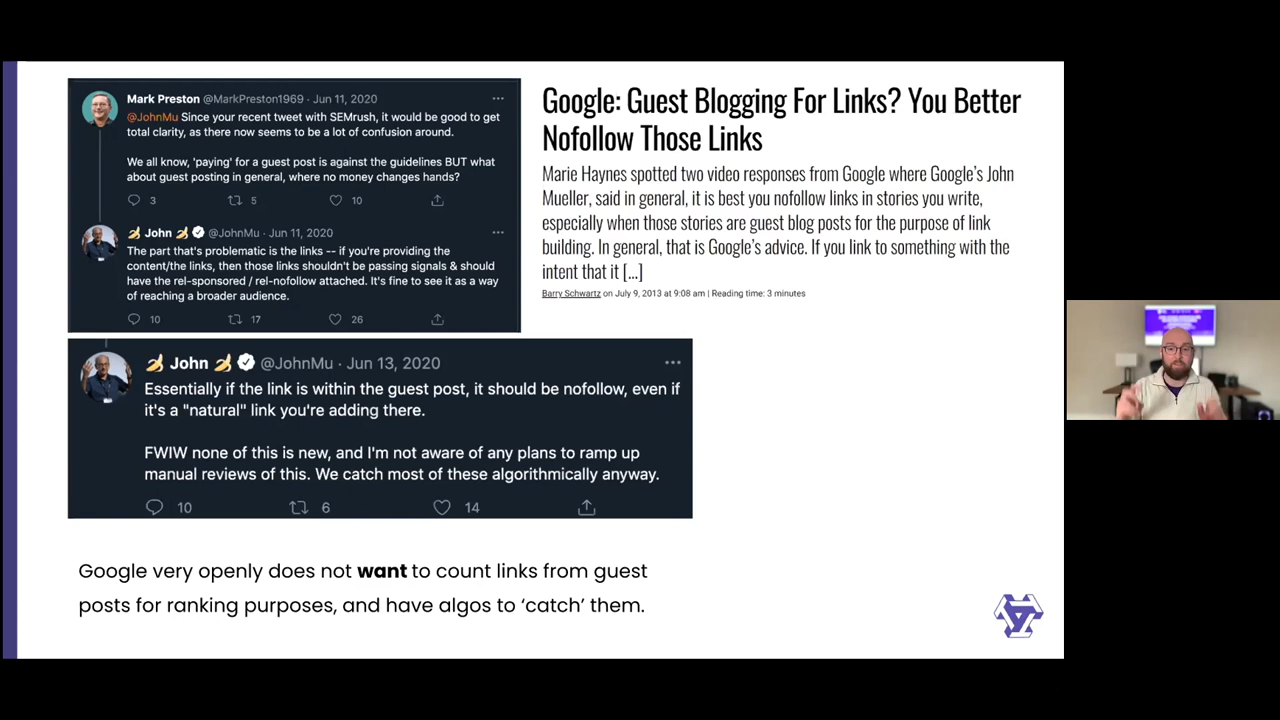 Mark Preston @MarkPreston1969 · Jun 11, 2020
@JohnMu Since your recent tweet with SEMrush, it would be good to get
total clarity, as there now seems to be a lot of confusion around.
We all know, 'paying' for a guest post is against the guidelines BUT what
about guest posting in general, where no money changes hands?
3 5 10
🍌 John 🍌 @JohnMu · Jun 11, 2020
The part that's problematic is the links -- if you're providing the
content/the links, then those links shouldn't be passing signals & should
have the rel-sponsored / rel-nofollow attached. It's fine to see it as a way
of reaching a broader audience.
10 17 26
Google: Guest Blogging For Links? You Better
Nofollow Those Links
Marie Haynes spotted two video responses from Google where Google's John
Mueller, said in general, it is best you nofollow links in stories you write,
especially when those stories are guest blog posts for the purpose of link
building. In general, that is Google's advice. If you link to something with the
intent that it [...]
Barry Schwartz on July 9, 2013 at 9:08 am | Reading time: 3 minutes
🍌 John 🍌 @JohnMu · Jun 13, 2020
Essentially if the link is within the guest post, it should be nofollow, even if
it's a "natural" link you're adding there.
FWIW none of this is new, and I'm not aware of any plans to ramp up
manual reviews of this. We catch most of these algorithmically anyway.
10 6 14
Google very openly does not want to count links from guest
posts for ranking purposes, and have algos to ‘catch’ them.